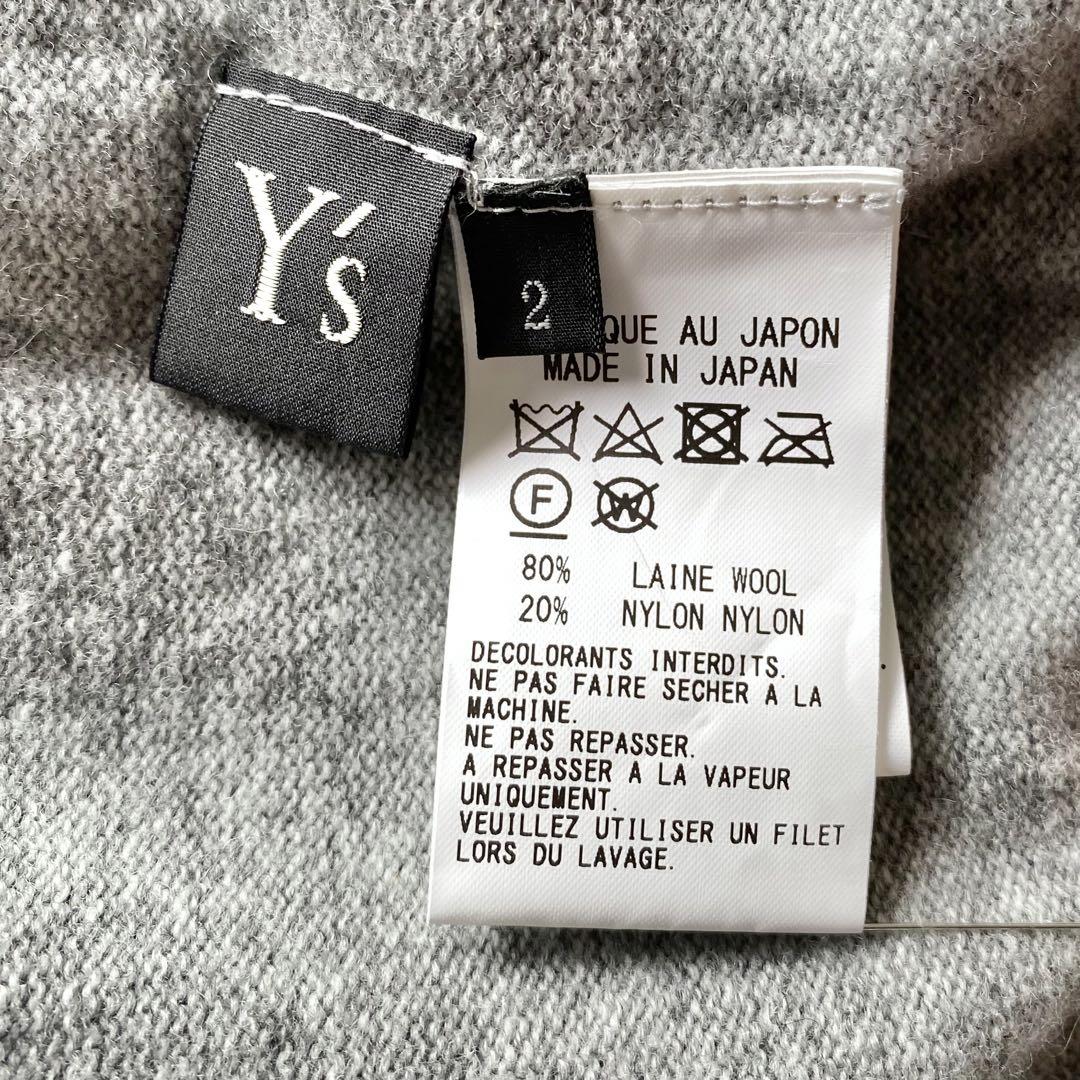 Y's
2
QUE AU JAPON
MADE IN JAPAN
F
W
80% LAINE WOOL
20% NYLON NYLON
DECOLORANTS INTERDITS.
NE PAS FAIRE SECHER A LA
MACHINE.
NE PAS REPASSER.
A REPASSER A LA VAPEUR
UNIQUEMENT.
VEUILLEZ UTILISER UN FILET
LORS DU LAVAGE.